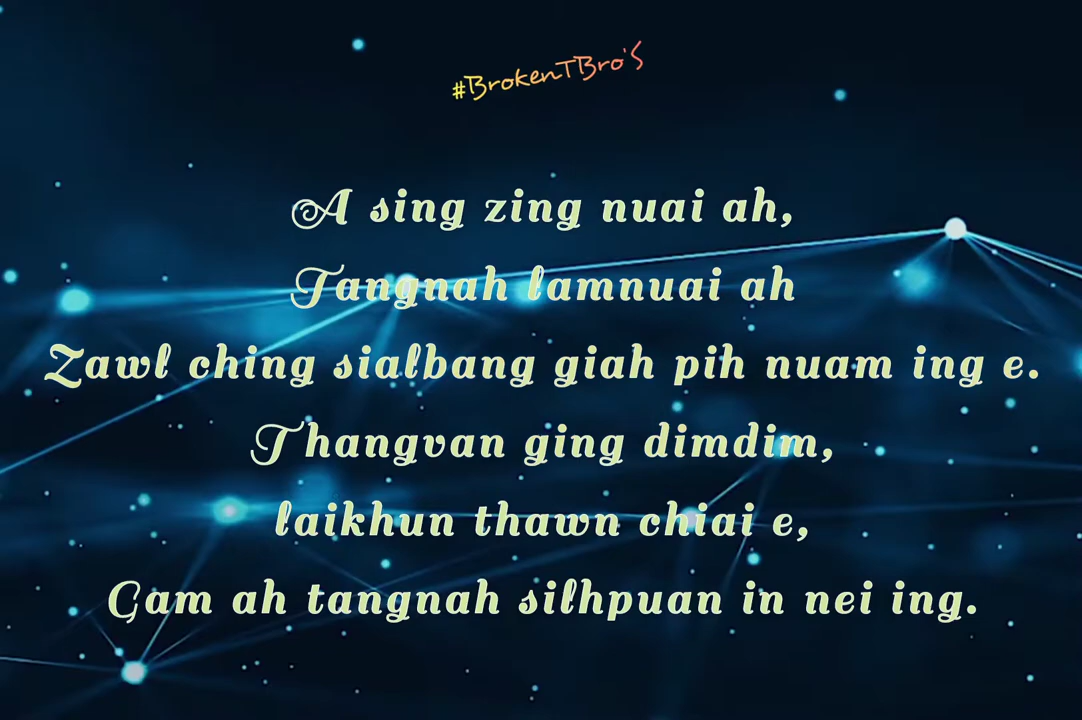 #BrokenTBro'S
A sing zing nuai ah,
Tangnah lamnuai ah
Zawl ching sialbang giah pih nuam ing e.
Thangvan ging dimdim,
laikhun thawn chiai e,
Gam ah tangnah silhpuan in nei ing.